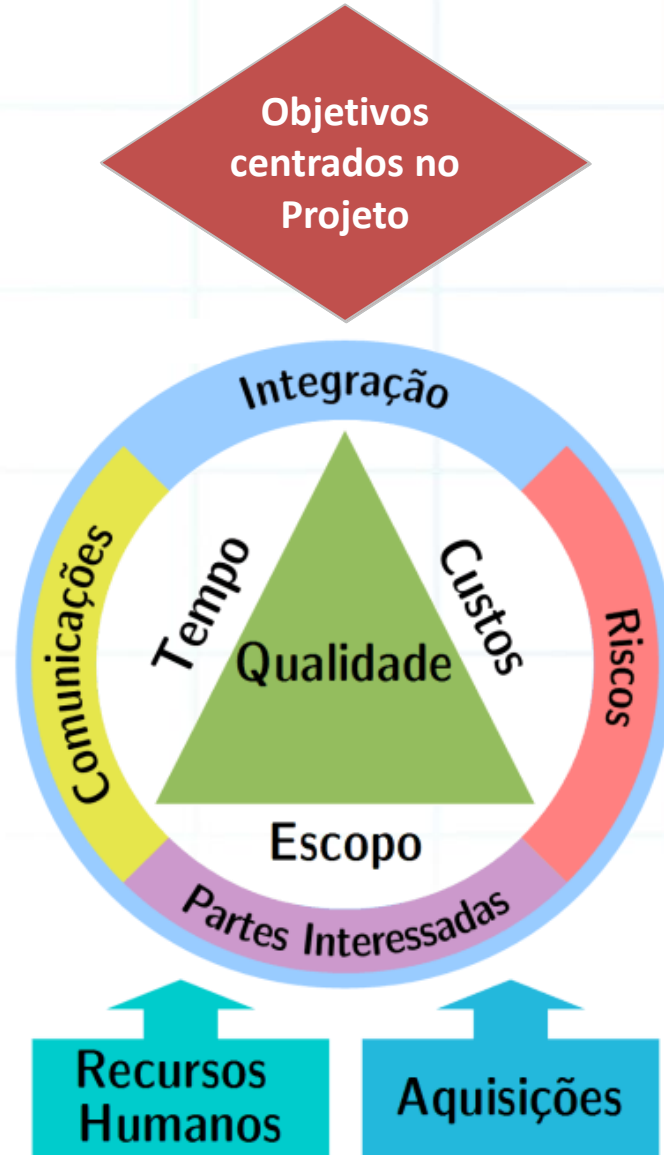 Objetivos
centrados no
Projeto
Integração
Comunicações
Tempo
Custos
Riscos
Qualidade
Escopo
Partes Interessadas
Recursos
Humanos
Aquisições